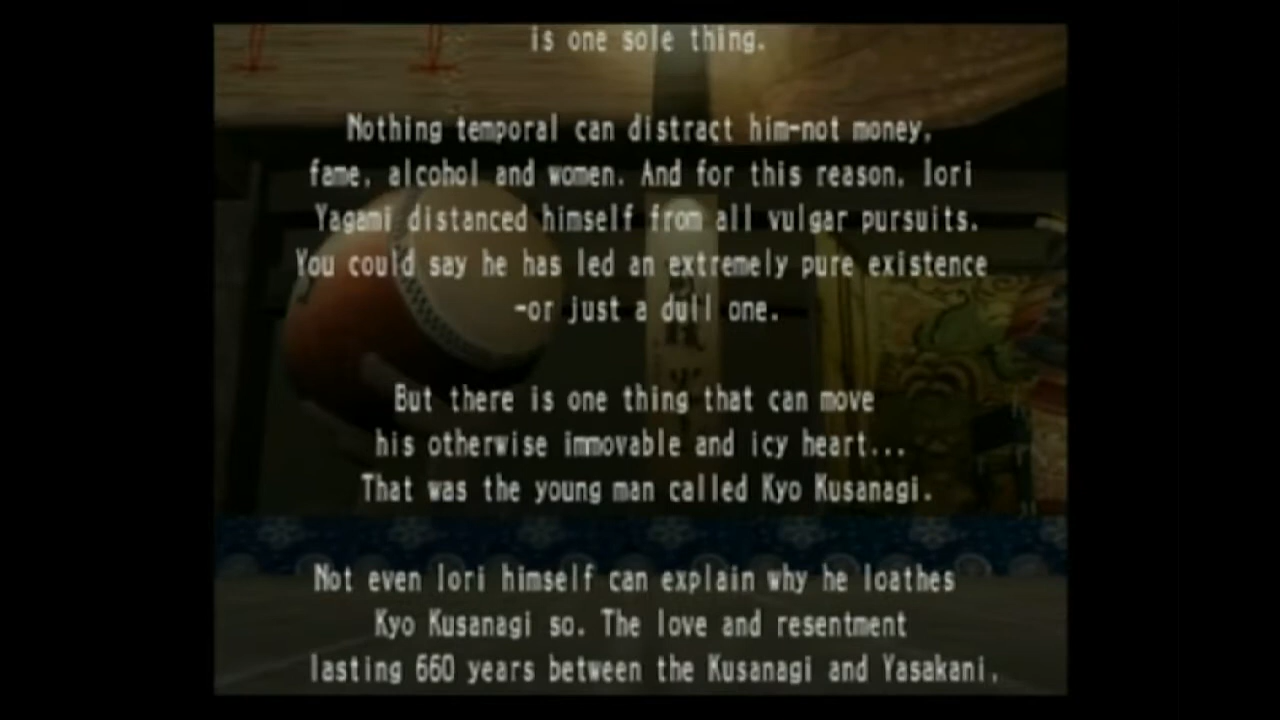 is one sole thing.
Nothing temporal can distract him-not money,
fame, alcohol and women. And for this reason, Iori
Yagami distanced himself from all vulgar pursuits.
You could say he has led an extremely pure existence
-or just a dull one.
But there is one thing that can move
his otherwise immovable and icy heart...
That was the young man called Kyo Kusanagi.
Not even Iori himself can explain why he loathes
Kyo Kusanagi so. The love and resentment
lasting 660 years between the Kusanagi and Yasakani,